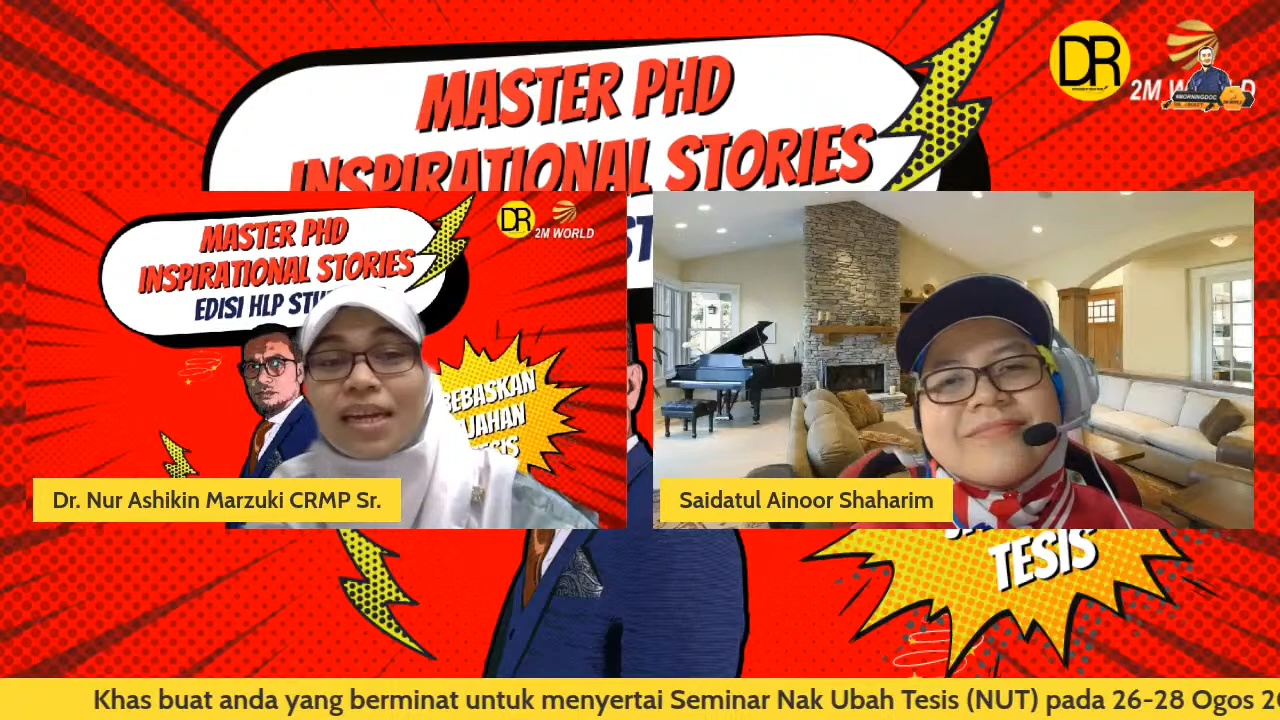 MASTER PHD
INSPIRATIONAL STORIES
DR
2M WORLD
#MORNINGDOC
MASTER PHD
INSPIRATIONAL STORIES
EDISI HLP
DR
2M WORLD
Dr. Nur Ashikin Marzuki CRMP Sr.
Saidatul Ainoor Shaharim
TESIS
Khas buat anda yang berminat untuk menyertai Seminar Nak Ubah Tesis (NUT) pada 26-28 Ogos